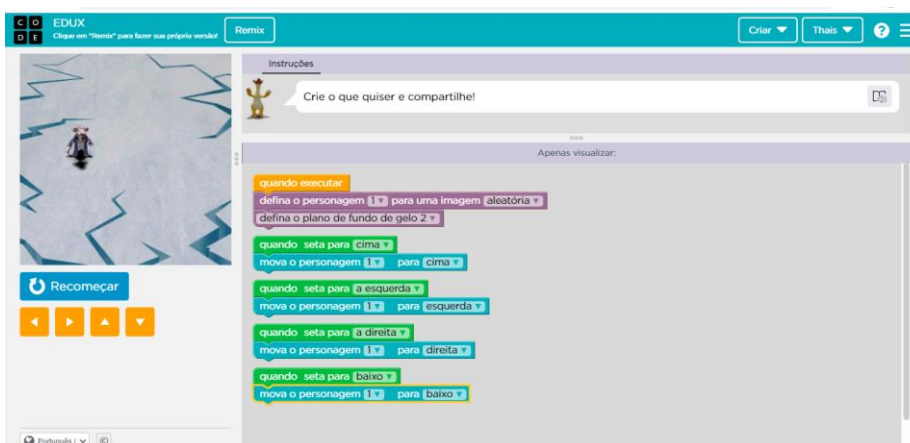 C O
D E
EDUX
Clique em "Remix" para fazer sua própria versão!
Remix
Criar
Thais
?
Instruções
Crie o que quiser e compartilhe!
Apenas visualizar:
quando executar
defina o personagem 1 para uma imagem aleatória
defina o plano de fundo de gelo 2
quando seta para cima
mova o personagem 1 para cima
quando seta para a esquerda
mova o personagem 1 para esquerda
quando seta para a direita
mova o personagem 1 para direita
quando seta para baixo
mova o personagem 1 para baixo
Recomeçar
Português (
©